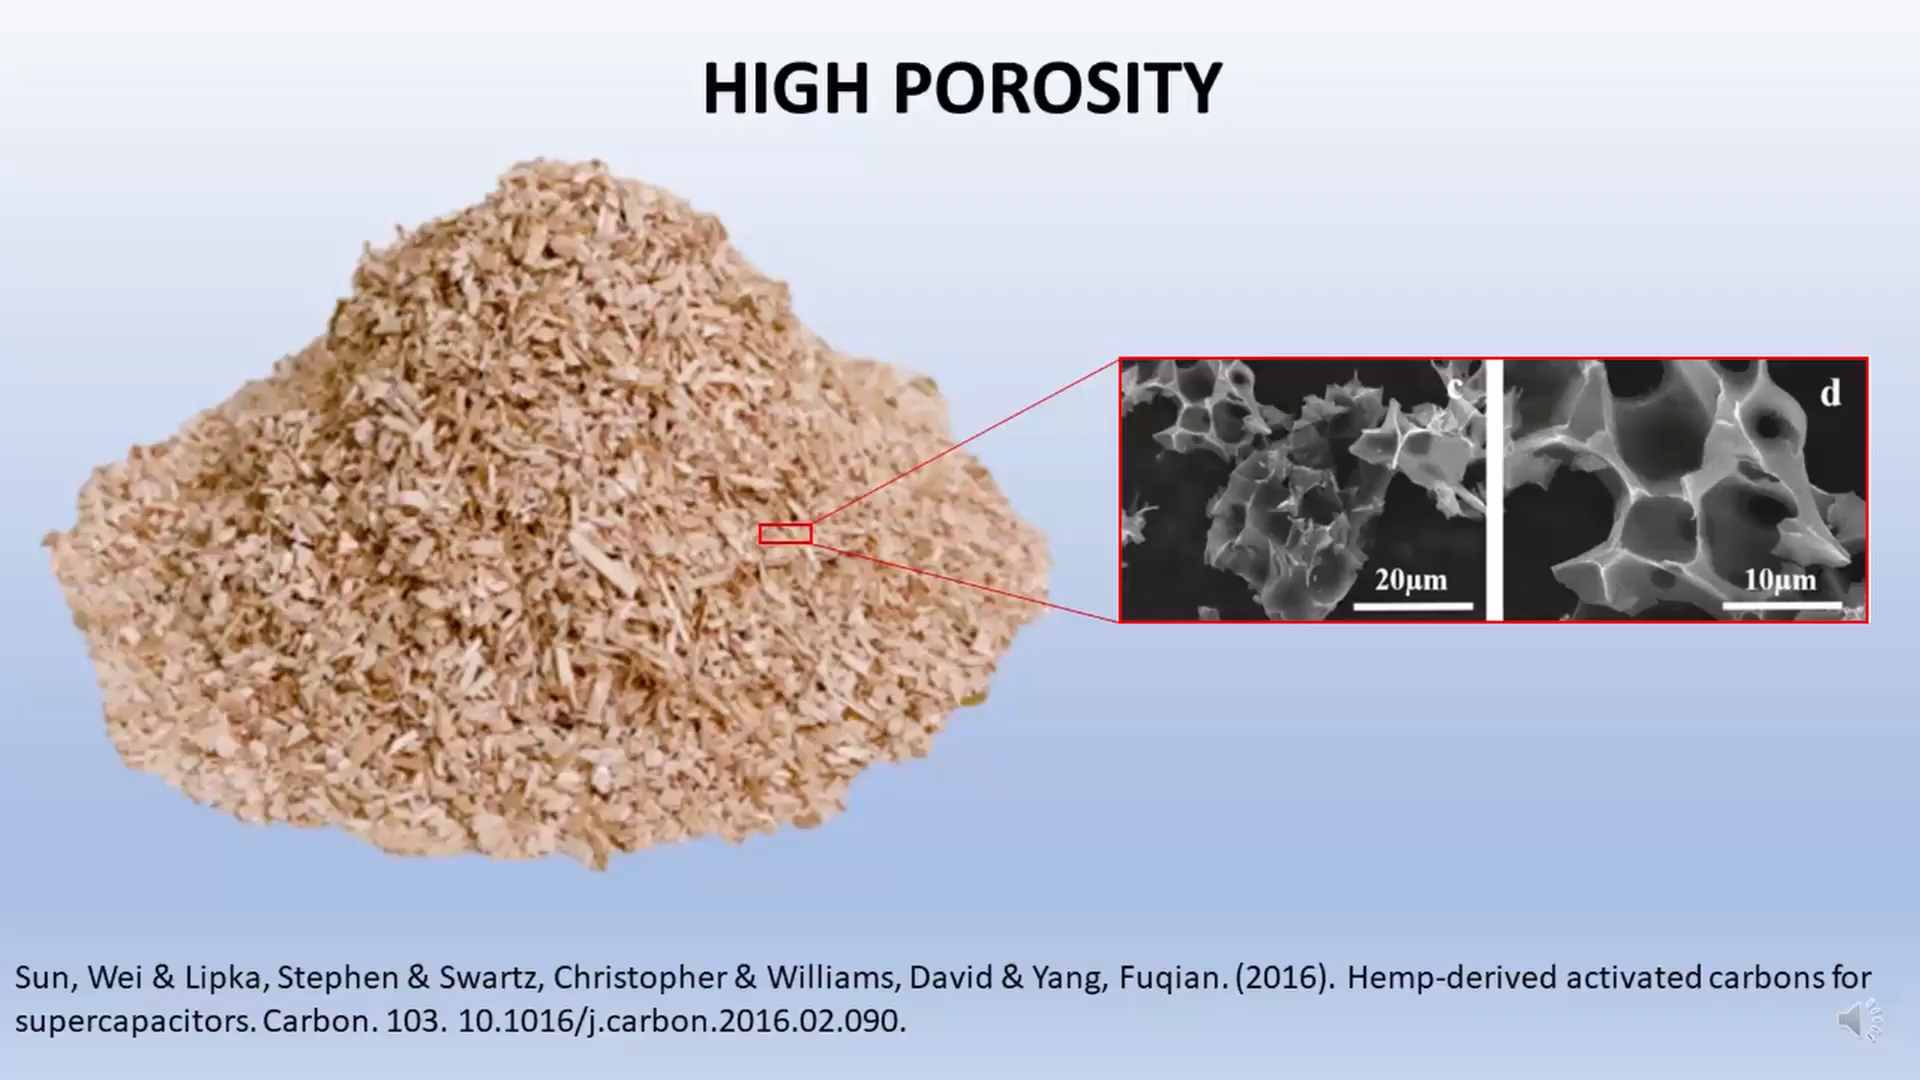 HIGH POROSITY
c
d
20μm
10μm
Sun, Wei & Lipka, Stephen & Swartz, Christopher & Williams, David & Yang, Fuqian. (2016). Hemp-derived activated carbons for
supercapacitors. Carbon. 103. 10.1016/j.carbon.2016.02.090.